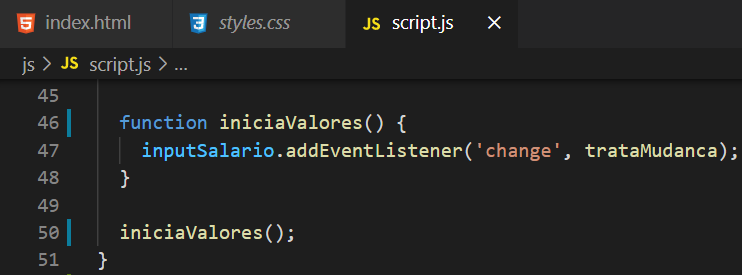 index.html styles.css JS script.js
js > JS script.js > ...
45
46 function iniciaValores() {
47 inputSalario.addEventListener('change', trataMudanca);
48 }
49
50 iniciaValores();
51 }